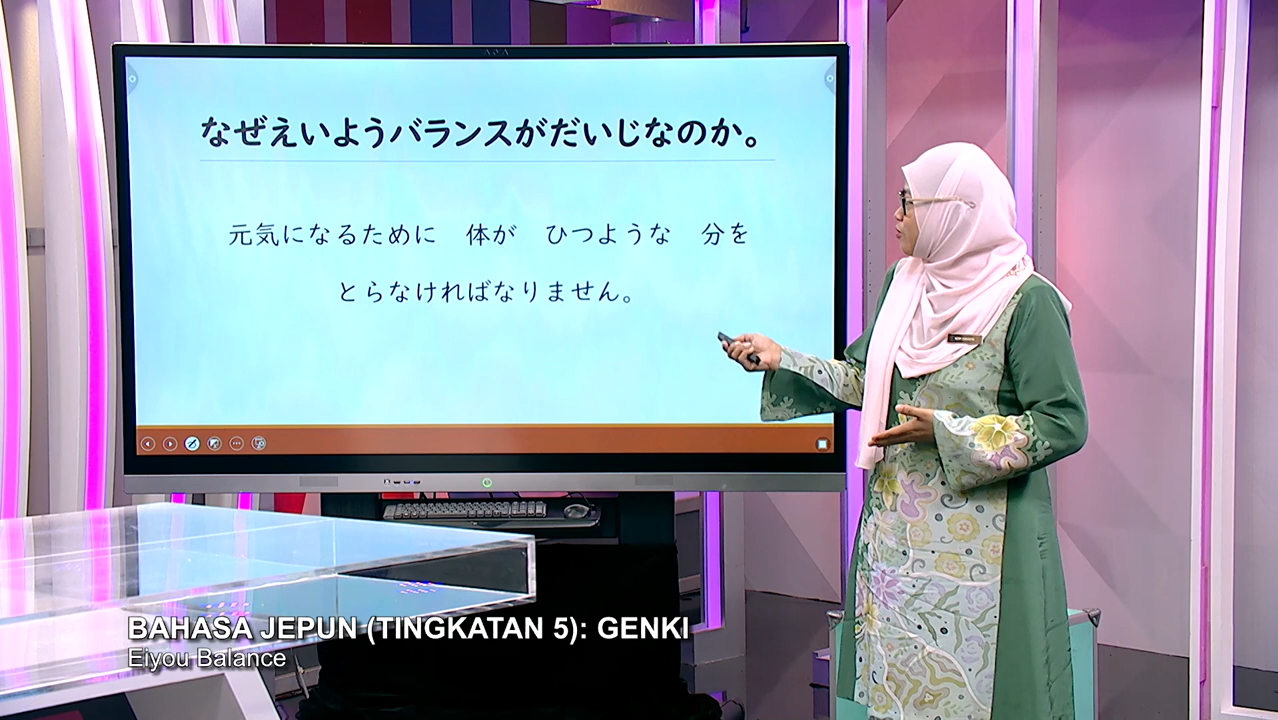 なぜえいようバランスがだいじなのか。
元気になるために　体が　ひつような　分を
とらなければなりません。
BAHASA JEPUN (TINGKATAN 5): GENKI
Eiyou Balance